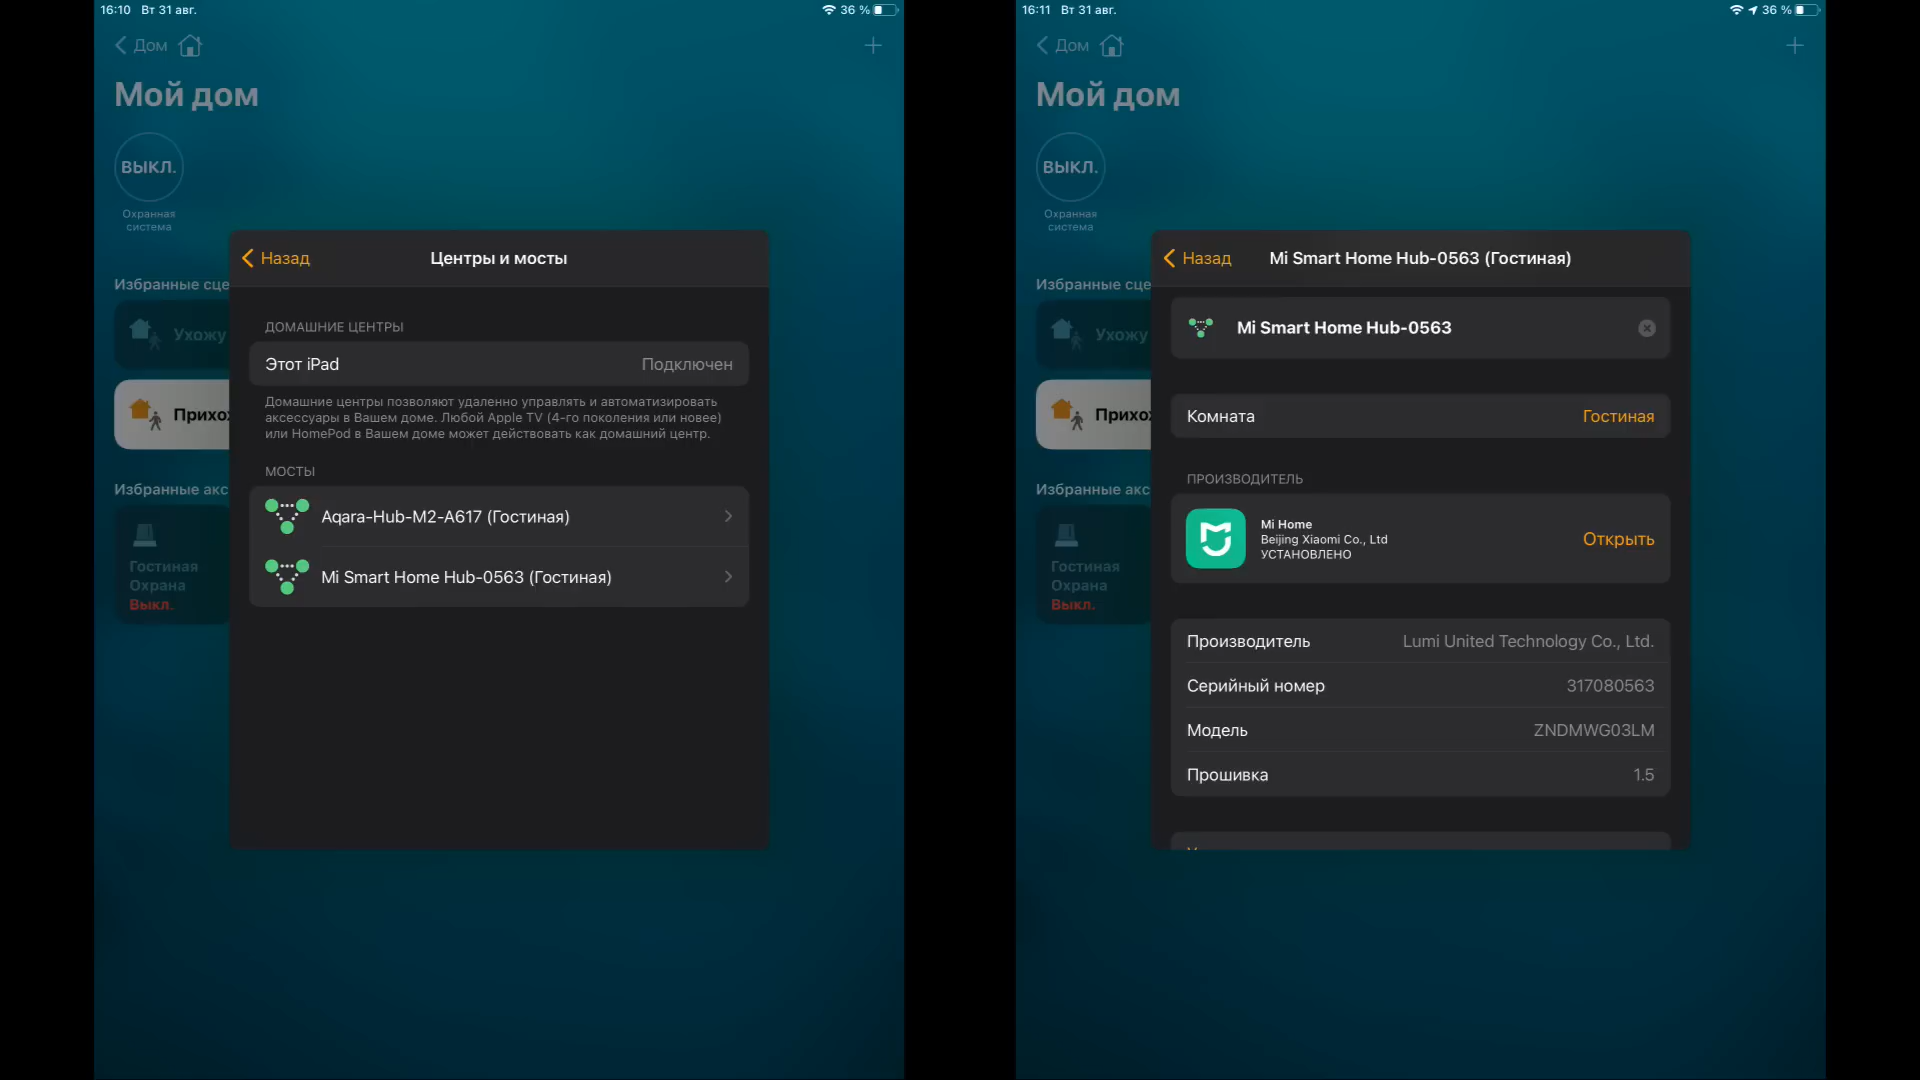 16:10 Вт 31 авг.
36 %
Дом
Мой дом
ВЫКЛ.
Охранная
система
Избранные сце
Ухожу
Прихо
Избранные акс
Гостиная
Охрана
Выкл.
Назад
Центры и мосты
ДОМАШНИЕ ЦЕНТРЫ
Этот iPad
Подключен
Домашние центры позволяют удаленно управлять и автоматизировать
аксессуары в Вашем доме. Любой Apple TV (4-го поколения или новее)
или HomePod в Вашем доме может действовать как домашний центр.
МОСТЫ
Aqara-Hub-M2-A617 (Гостиная)
Mi Smart Home Hub-0563 (Гостиная)
16:11 Вт 31 авг.
36 %
Дом
Мой дом
ВЫКЛ.
Охранная
система
Избранные сце
Ухожу
Прихо
Избранные акс
Гостиная
Охрана
Выкл.
Назад
Mi Smart Home Hub-0563 (Гостиная)
Mi Smart Home Hub-0563
Комната
Гостиная
ПРОИЗВОДИТЕЛЬ
Mi Home
Beijing Xiaomi Co., Ltd
УСТАНОВЛЕНО
Открыть
Производитель
Lumi United Technology Co., Ltd.
Серийный номер
317080563
Модель
ZNDMWG03LM
Прошивка
1.5